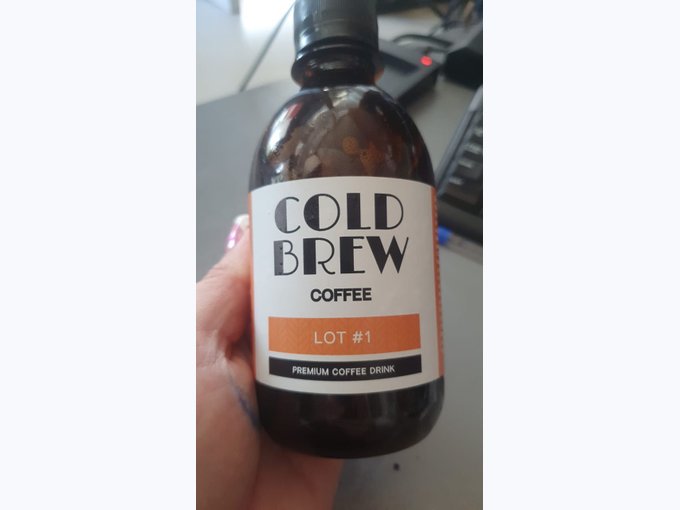 COLD
BREW
COFFEE
LOT #1
PREMIUM COFFEE DRINK